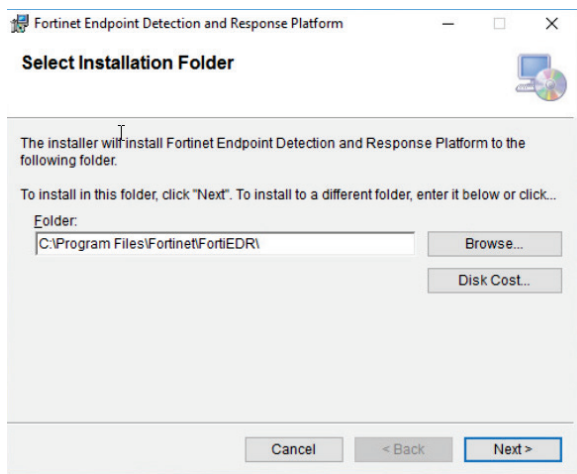 Fortinet Endpoint Detection and Response Platform
Select Installation Folder
The installer will install Fortinet Endpoint Detection and Response Platform to the
following folder.
To install in this folder, click "Next". To install to a different folder, enter it below or click...
Folder:
C:\Program Files\Fortinet\FortiEDR\
Browse...
Disk Cost...
Cancel
< Back
Next >